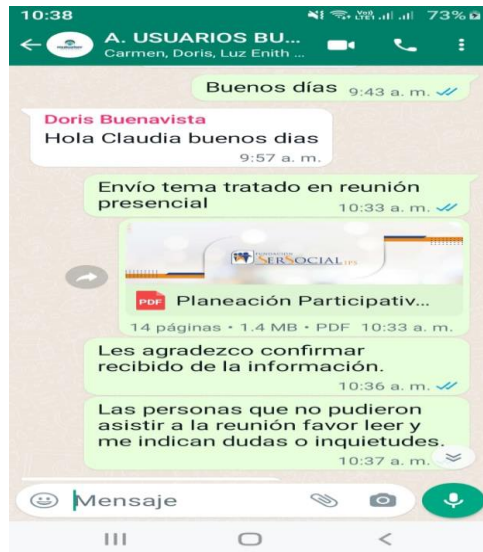 10:38
73%
A. USUARIOS BU...
Carmen, Doris, Luz Enith ...
Buenos días 9:43 a. m.
Doris Buenavista
Hola Claudia buenos dias
9:57 a. m.
Envío tema tratado en reunión
presencial
10:33 a. m.
FUNDACIÓN
SERSOCIAL IPS
PDF Planeación Participativ...
14 páginas • 1.4 MB • PDF 10:33 a. m.
Les agradezco confirmar
recibido de la información.
10:36 a. m.
Las personas que no pudieron
asistir a la reunión favor leer y
me indican dudas o inquietudes.
10:37 a. m.
Mensaje